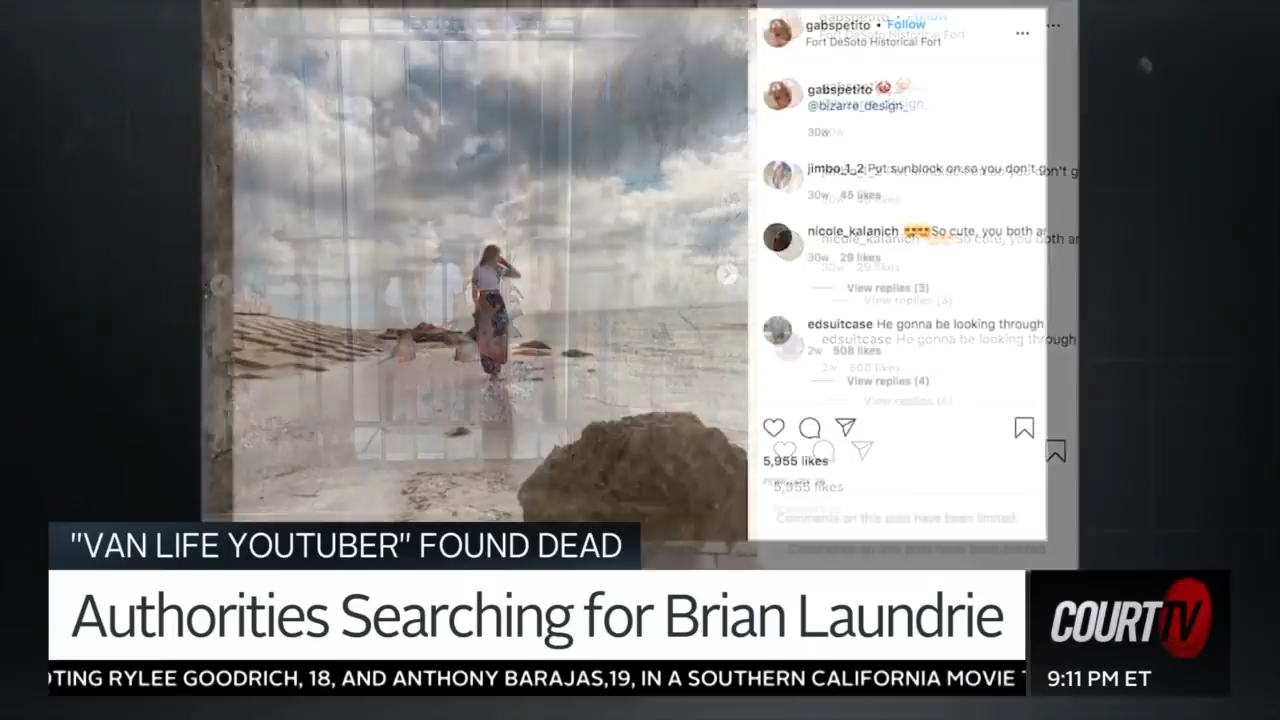 gabspetito • Follow
Fort DeSoto Historical Fort
gabspetito
@bizarre_design_
30w
jimbo_1_2 Put sunblock on so you don't g
30w 45 likes
nicole_kalanich So cute, you both ar
30w 29 likes
View replies (3)
edsuitcase He gonna be looking through
2w 508 likes
View replies (4)
5,955 likes
Comments on this post have been limited.
"VAN LIFE YOUTUBER" FOUND DEAD
Authorities Searching for Brian Laundrie
COURT TV
OTING RYLEE GOODRICH, 18, AND ANTHONY BARAJAS,19, IN A SOUTHERN CALIFORNIA MOVIE
9:11 PM ET